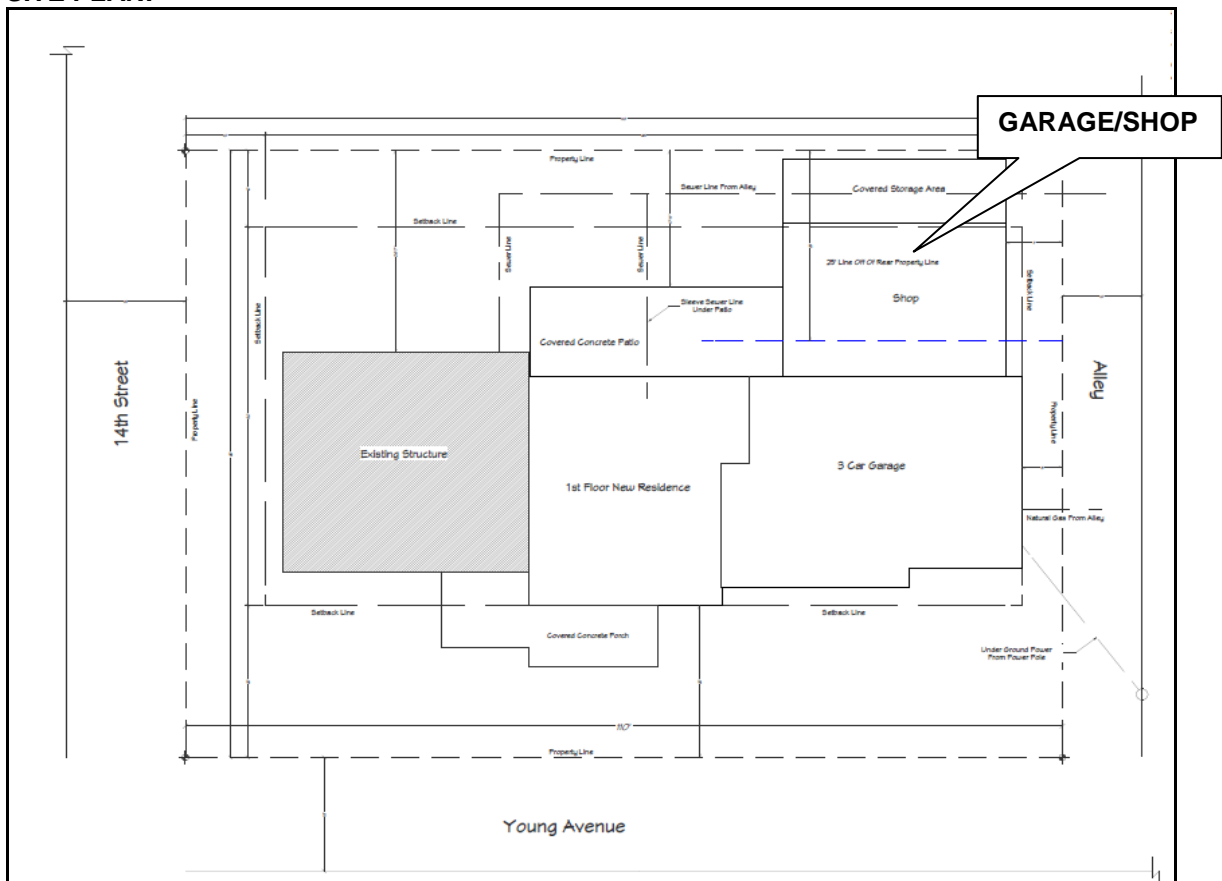 GARAGE/SHOP
Property Line
Sewer Line From Alley
Covered Storage Area
Setback Line
Sewer Line
Sewer Line
25' Line Off Of Rear Property Line
Setback Line
Setback Line
Shop
Sleeve Sewer Line
Under Patio
Covered Concrete Patio
14th Street
Alley
Property Line
Property Line
Existing Structure
3 Car Garage
1st Floor New Residence
Natural Gas From Alley
Setback Line
Setback Line
Covered Concrete Porch
Under Ground Power
From Power Pole
110'
Property Line
Young Avenue